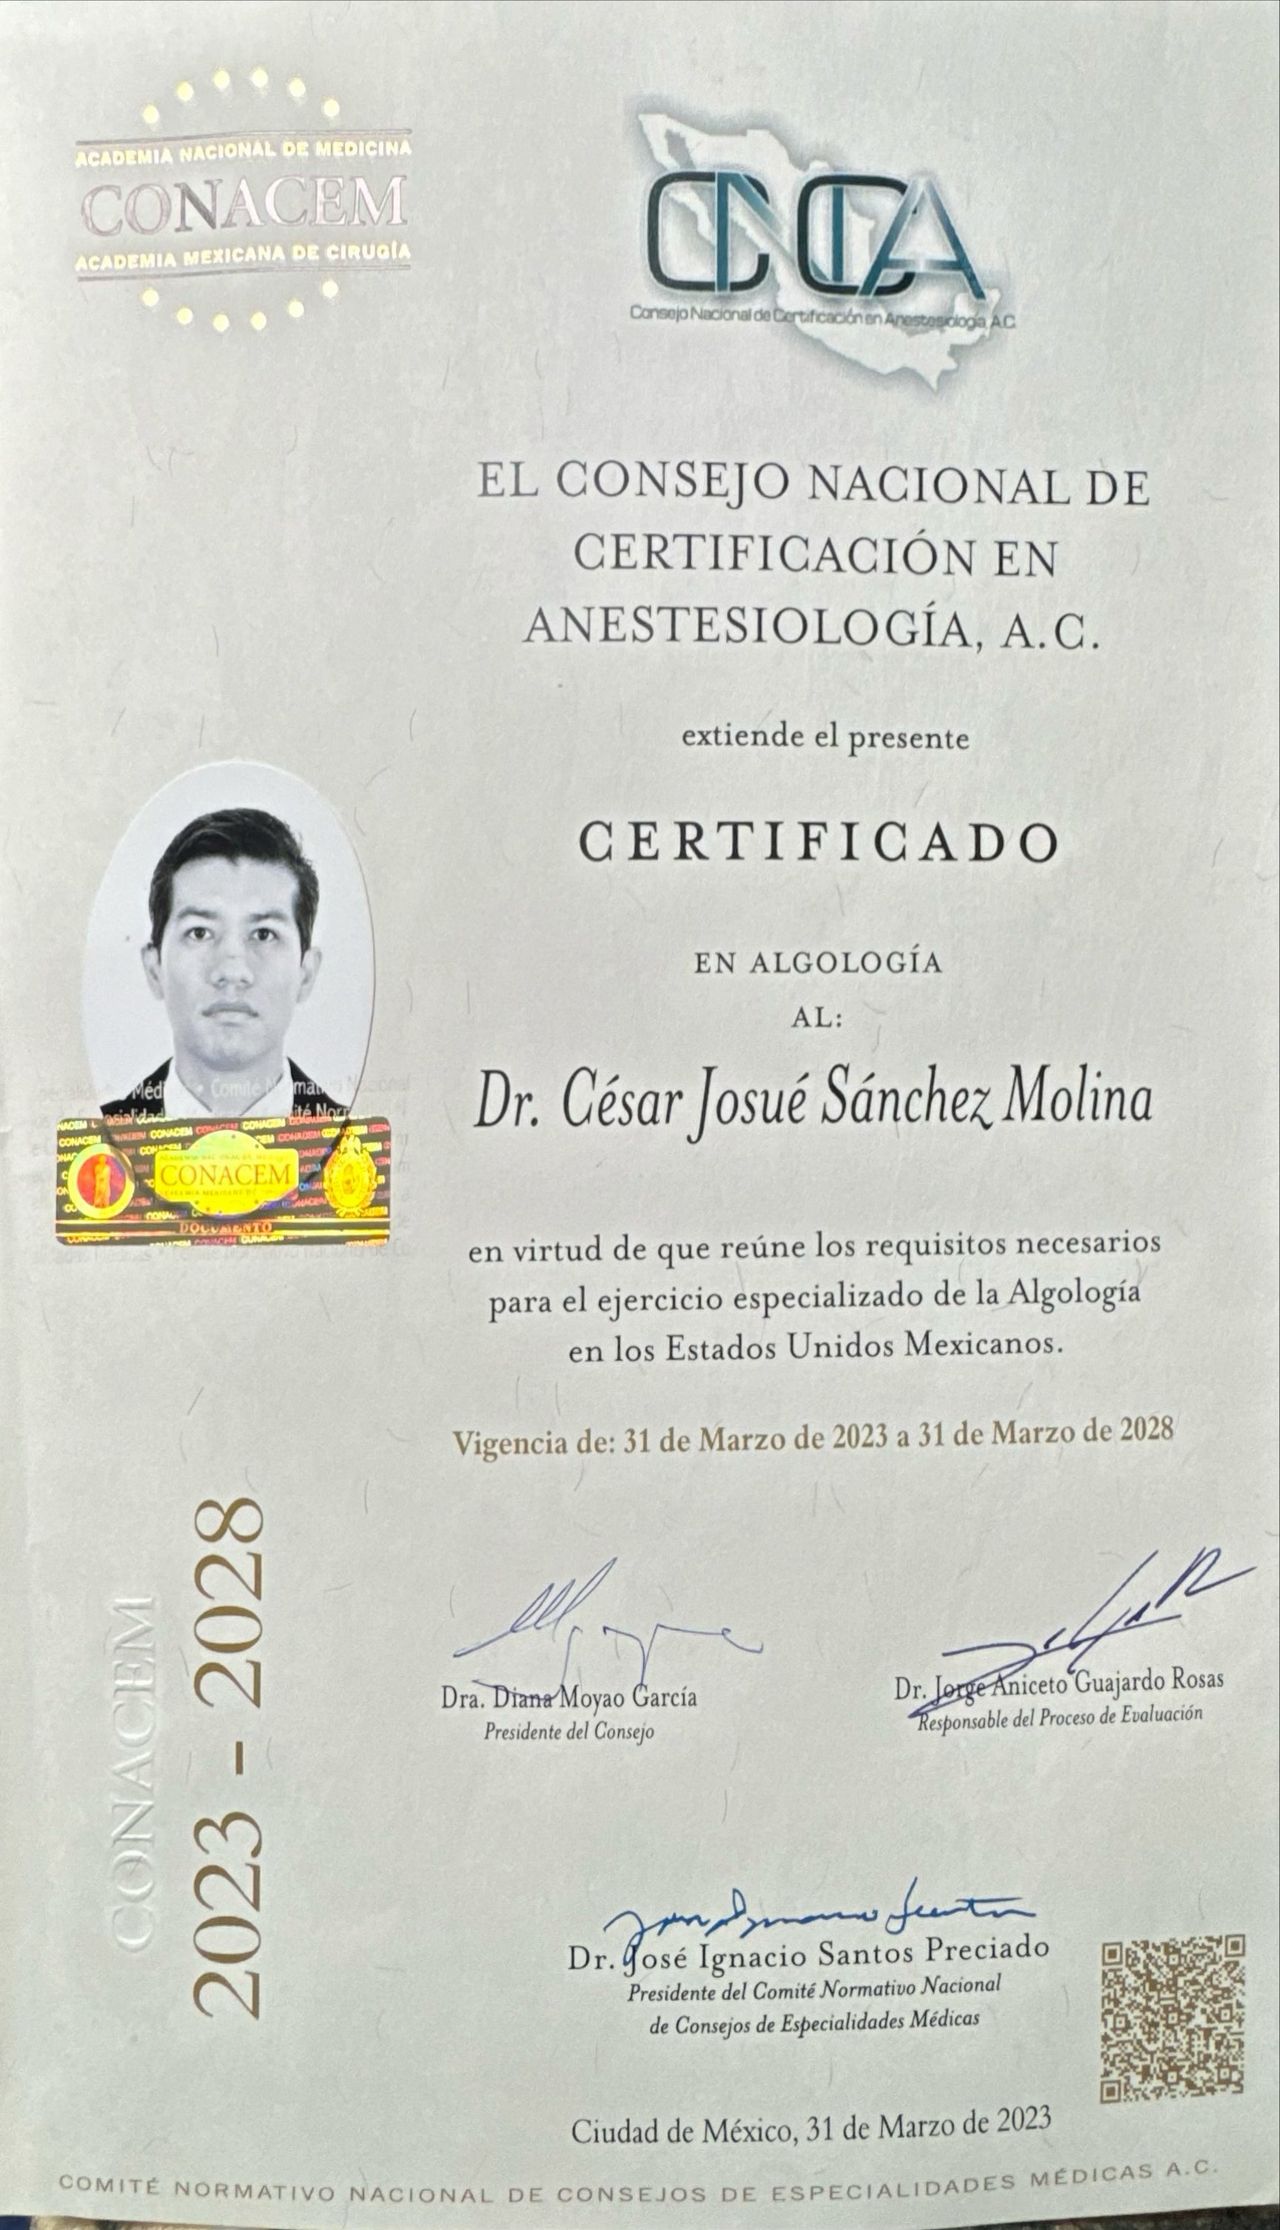 ACADEMIA NACIONAL DE MEDICINA
CONACEM
ACADEMIA MEXICANA DE CIRUGÍA
CNCA
Consejo Nacional de Certificación en Anestesiología, A.C.
EL CONSEJO NACIONAL DE
CERTIFICACIÓN EN
ANESTESIOLOGÍA, A.C.
extiende el presente
CERTIFICADO
EN ALGOLOGÍA
AL:
Dr. César Josué Sánchez Molina
CONACEM
DOCUMENTO
en virtud de que reúne los requisitos necesarios
para el ejercicio especializado de la Algología
en los Estados Unidos Mexicanos.
Vigencia de: 31 de Marzo de 2023 a 31 de Marzo de 2028
CONACEM
2023 - 2028
Dra. Diana Moyao García
Presidente del Consejo
Dr. Jorge Aniceto Guajardo Rosas
Responsable del Proceso de Evaluación
Dr. José Ignacio Santos Preciado
Presidente del Comité Normativo Nacional
de Consejos de Especialidades Médicas
Ciudad de México, 31 de Marzo de 2023
COMITÉ NORMATIVO NACIONAL DE CONSEJOS DE ESPECIALIDADES MÉDICAS A.C.